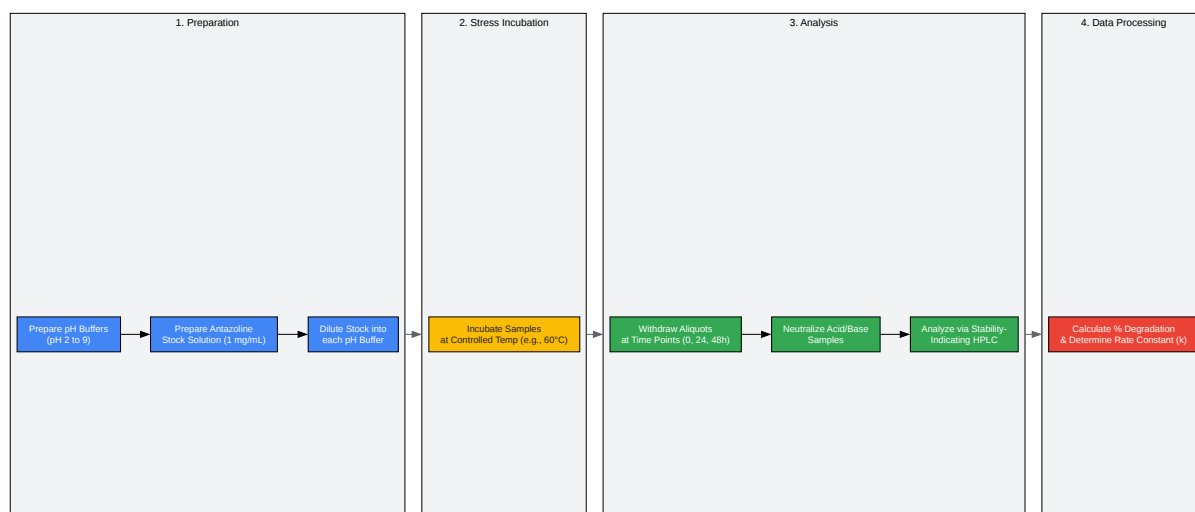 1. Preparation
Prepare pH Buffers
(pH 2 to 9)
Prepare Antazoline
Stock Solution (1 mg/mL)
Dilute Stock into
each pH Buffer
2. Stress Incubation
Incubate Samples
at Controlled Temp (e.g., 60°C)
3. Analysis
Withdraw Aliquots
at Time Points (0, 24, 48h)
Neutralize Acid/Base
Samples
Analyze via Stability-
Indicating HPLC
4. Data Processing
Calculate % Degradation
& Determine Rate Constant (k)